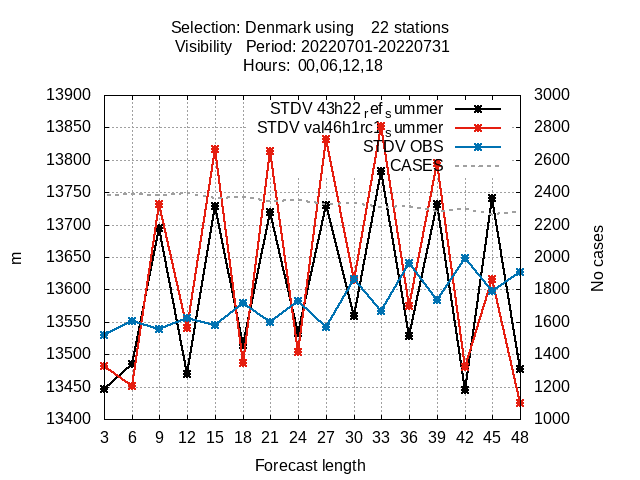 Selection: Denmark using    22 stations
Visibility   Period: 20220701-20220731
Hours: 00,06,12,18
13900 3000
STDV 43h22_ref_summer
13850 2800
STDV val46h1rc1_summer
STDV OBS
13800 2600
CASES
13750 2400
13700 2200
13650 2000
m
No cases
13600 1800
13550 1600
13500 1400
13450 1200
13400 1000
3 6 9 12 15 18 21 24 27 30 33 36 39 42 45 48
Forecast length